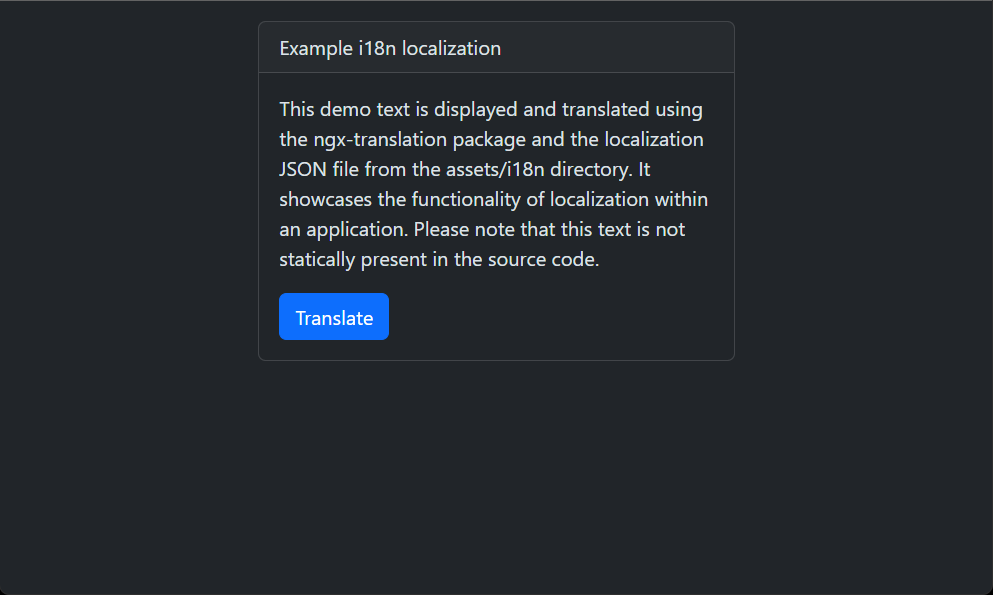 Example i18n localization
This demo text is displayed and translated using
the ngx-translation package and the localization
JSON file from the assets/i18n directory. It
showcases the functionality of localization within
an application. Please note that this text is not
statically present in the source code.
Translate